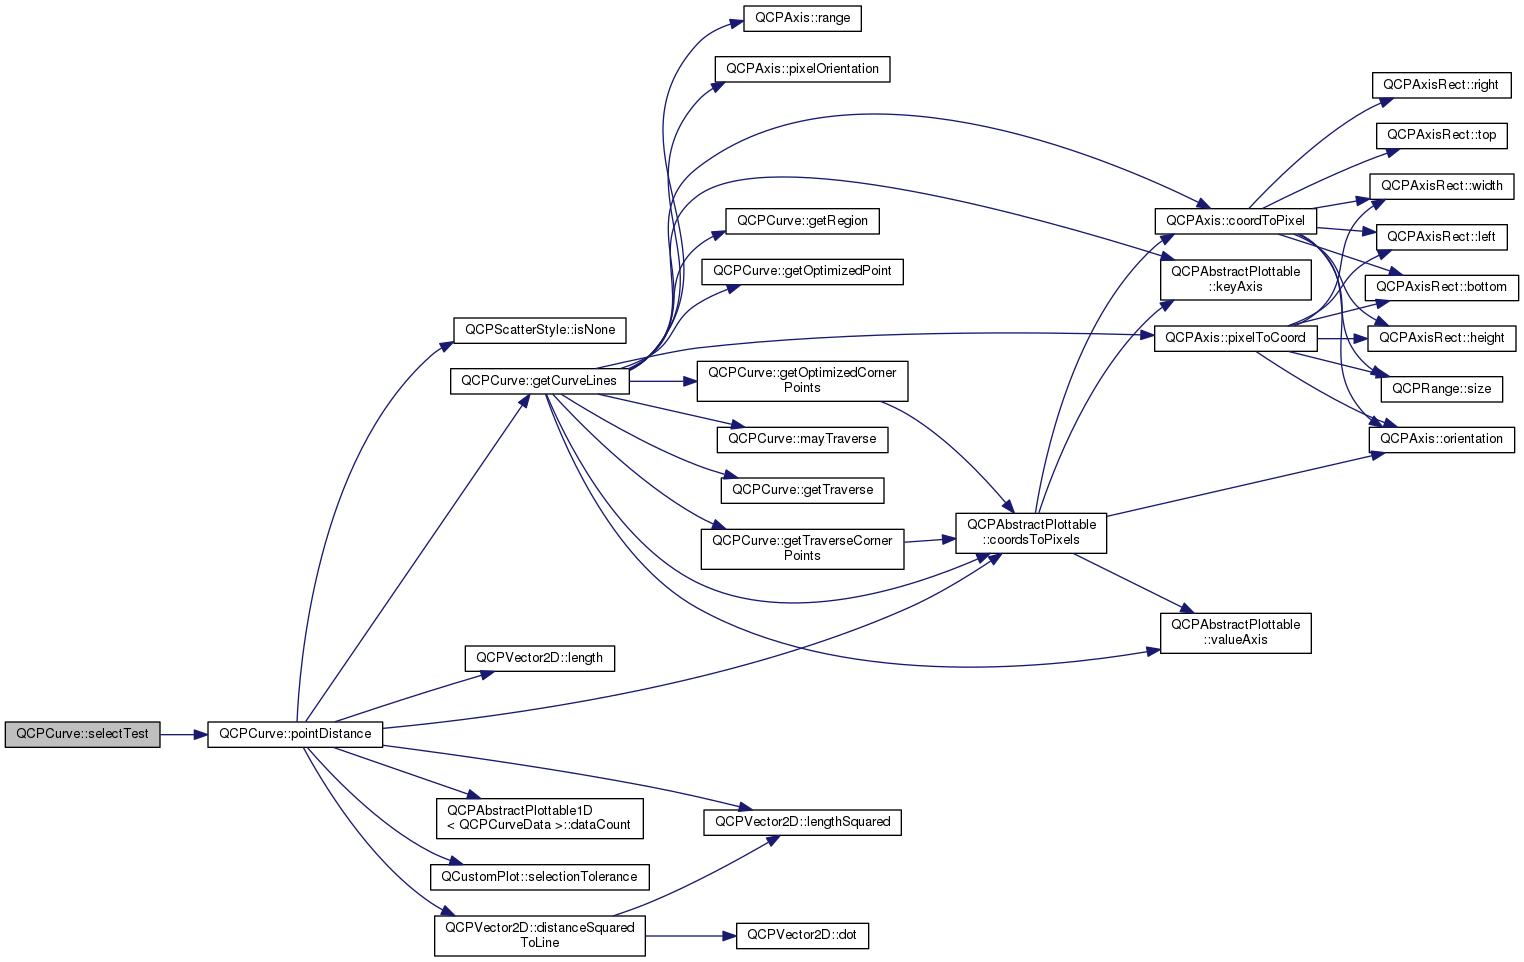 QCPAxis::range
QCPAxis::pixelOrientation
QCPAxisRect::right
QCPAxisRect::top
QCPAxisRect::width
QCPAxis::coordToPixel
QCPCurve::getRegion
QCPAxisRect::left
QCPCurve::getOptimizedPoint
QCPAbstractPlottable
::keyAxis
QCPAxisRect::bottom
QCPScatterStyle::isNone
QCPAxis::pixelToCoord
QCPAxisRect::height
QCPCurve::getCurveLines
QCPCurve::getOptimizedCorner
Points
QCPRange::size
QCPCurve::mayTraverse
QCPAxis::orientation
QCPCurve::getTraverse
QCPCurve::getTraverseCorner
Points
QCPAbstractPlottable
::coordsToPixels
QCPAbstractPlottable
::valueAxis
QCPVector2D::length
QCPCurve::selectTest
QCPCurve::pointDistance
QCPAbstractPlottable1D
< QCPCurveData >::dataCount
QCPVector2D::lengthSquared
QCustomPlot::selectionTolerance
QCPVector2D::distanceSquared
ToLine
QCPVector2D::dot